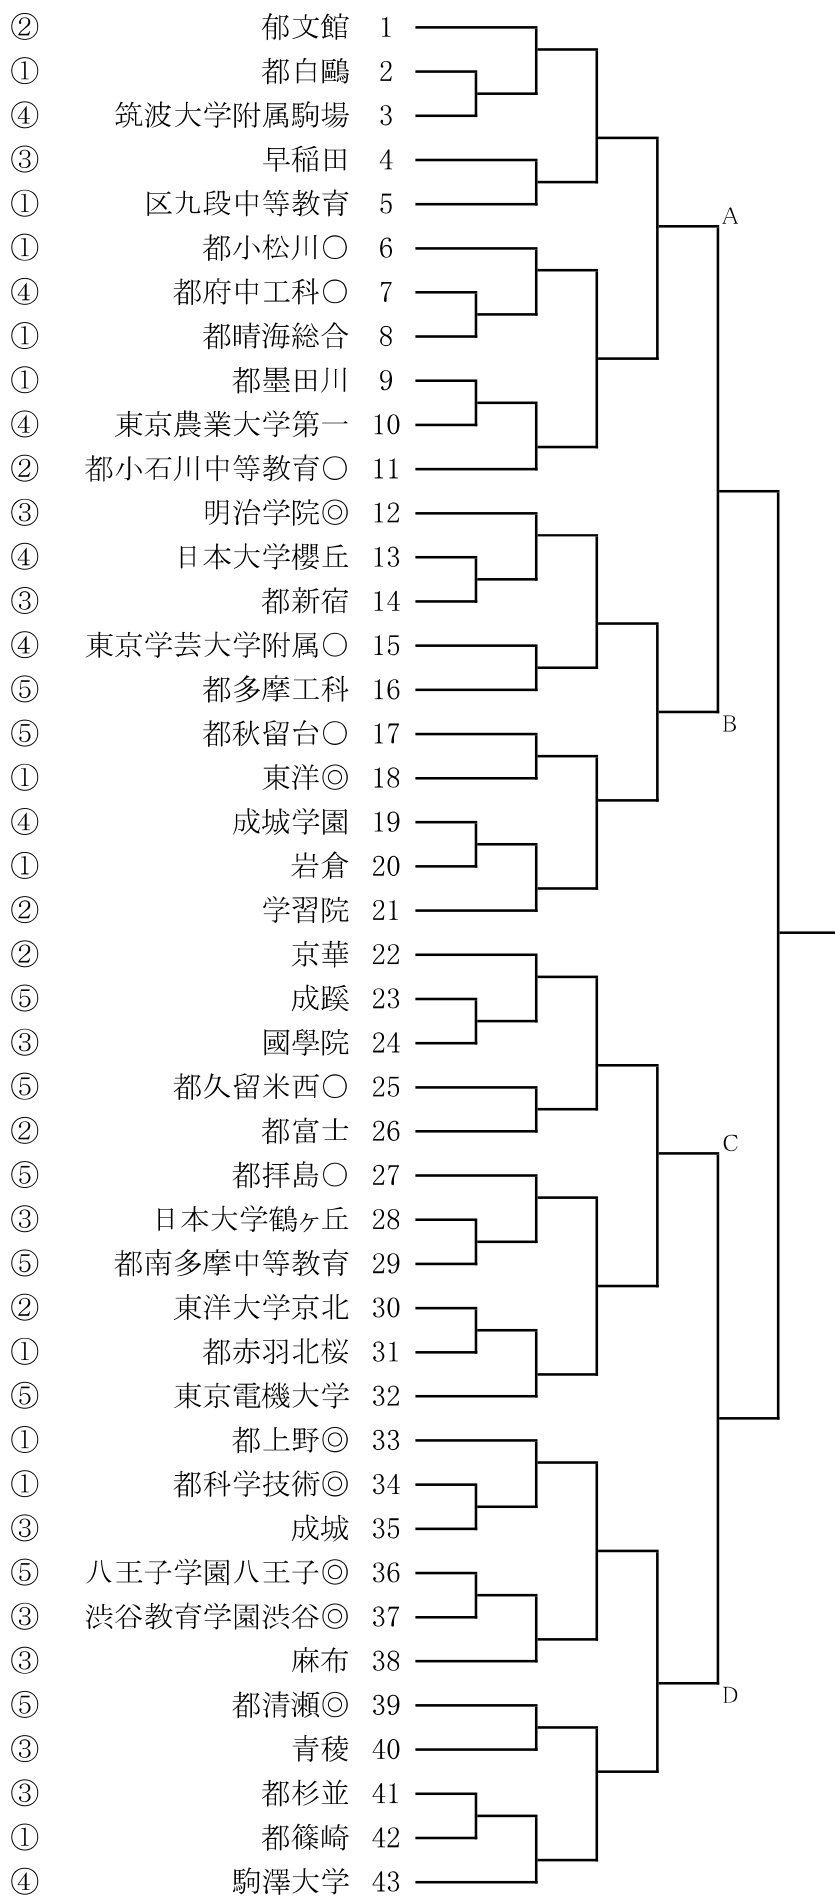 ② 郁文館 1
① 都白鷗 2
④ 筑波大学附属駒場 3
③ 早稲田 4
① 区九段中等教育 5
A
① 都小松川○ 6
④ 都府中工科○ 7
① 都晴海総合 8
① 都墨田川 9
④ 東京農業大学第一 10
② 都小石川中等教育○ 11
③ 明治学院◎ 12
④ 日本大学櫻丘 13
③ 都新宿 14
④ 東京学芸大学附属○ 15
⑤ 都多摩工科 16
B
⑤ 都秋留台○ 17
① 東洋◎ 18
④ 成城学園 19
① 岩倉 20
② 学習院 21
② 京華 22
⑤ 成蹊 23
③ 國學院 24
⑤ 都久留米西○ 25
② 都富士 26
C
⑤ 都拝島○ 27
③ 日本大学鶴ヶ丘 28
⑤ 都南多摩中等教育 29
② 東洋大学京北 30
① 都赤羽北桜 31
⑤ 東京電機大学 32
① 都上野◎ 33
① 都科学技術◎ 34
③ 成城 35
⑤ 八王子学園八王子◎ 36
③ 渋谷教育学園渋谷◎ 37
③ 麻布 38
D
⑤ 都清瀬◎ 39
③ 青稜 40
③ 都杉並 41
① 都篠崎 42
④ 駒澤大学 43